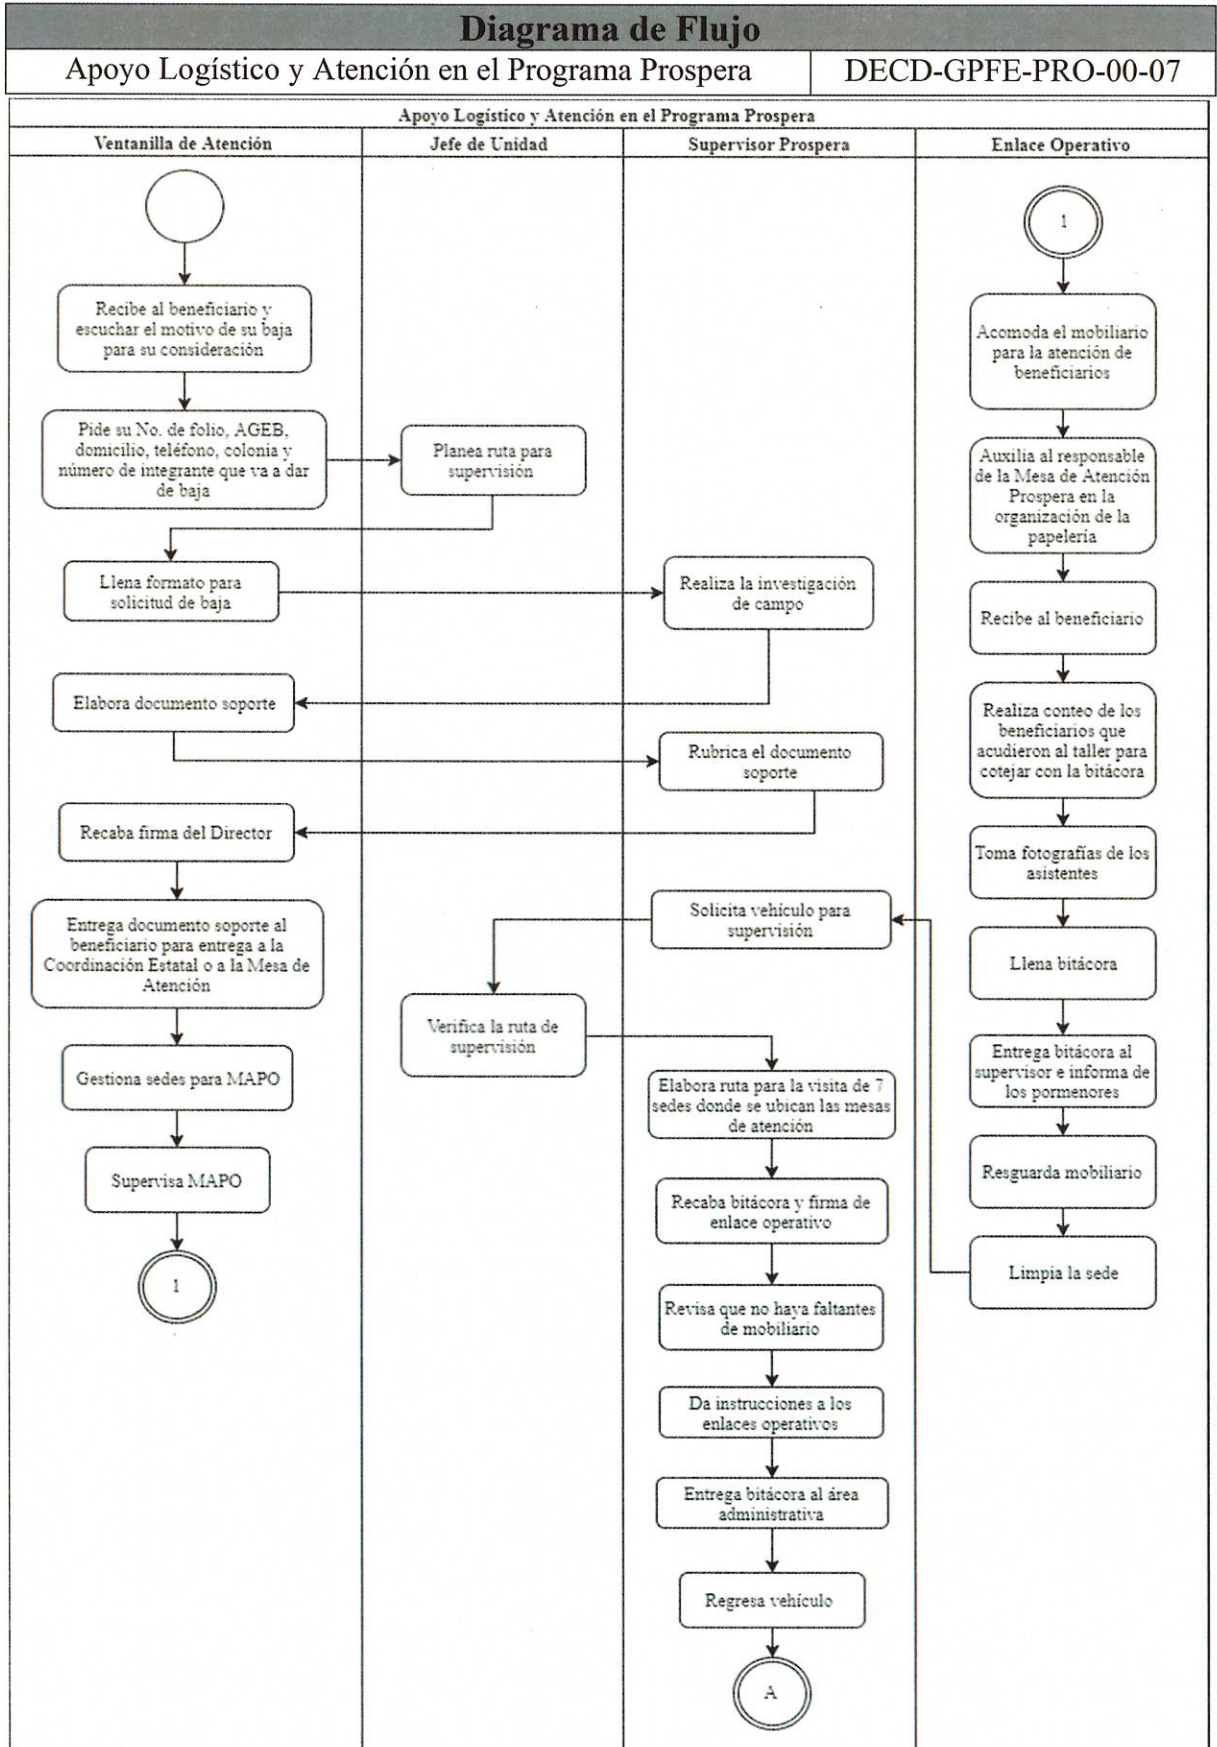 Diagrama de Flujo
Apoyo Logístico y Atención en el Programa Prospera
DECD-GPFE-PRO-00-07
Apoyo Logístico y Atención en el Programa Prospera
Ventanilla de Atención
Jefe de Unidad
Supervisor Prospera
Enlace Operativo
Recibe al beneficiario y
escuchar el motivo de su baja
para su consideración
Pide su No. de folio, AGEB,
domicilio, teléfono, colonia y
número de integrante que va a dar
de baja
Planea ruta para
supervisión
Llena formato para
solicitud de baja
Realiza la investigación
de campo
Elabora documento soporte
Rubrica el documento
soporte
Recaba firma del Director
Entrega documento soporte al
beneficiario para entrega a la
Coordinación Estatal o a la Mesa de
Atención
Gestiona sedes para MAPO
Supervisa MAPO
1
1
Acomoda el mobiliario
para la atención de
beneficiarios
Auxilia al responsable
de la Mesa de Atención
Prospera en la
organización de la
papelería
Recibe al beneficiario
Realiza conteo de los
beneficiarios que
acudieron al taller para
cotejar con la bitácora
Toma fotografías de los
asistentes
Llena bitácora
Entrega bitácora al
supervisor e informa de
los pormenores
Resguarda mobiliario
Limpia la sede
Solicita vehículo para
supervisión
Verifica la ruta de
supervisión
Elabora ruta para la visita de 7
sedes donde se ubican las mesas
de atención
Recaba bitácora y firma de
enlace operativo
Revisa que no haya faltantes
de mobiliario
Da instrucciones a los
enlaces operativos
Entrega bitácora al área
administrativa
Regresa vehículo
A